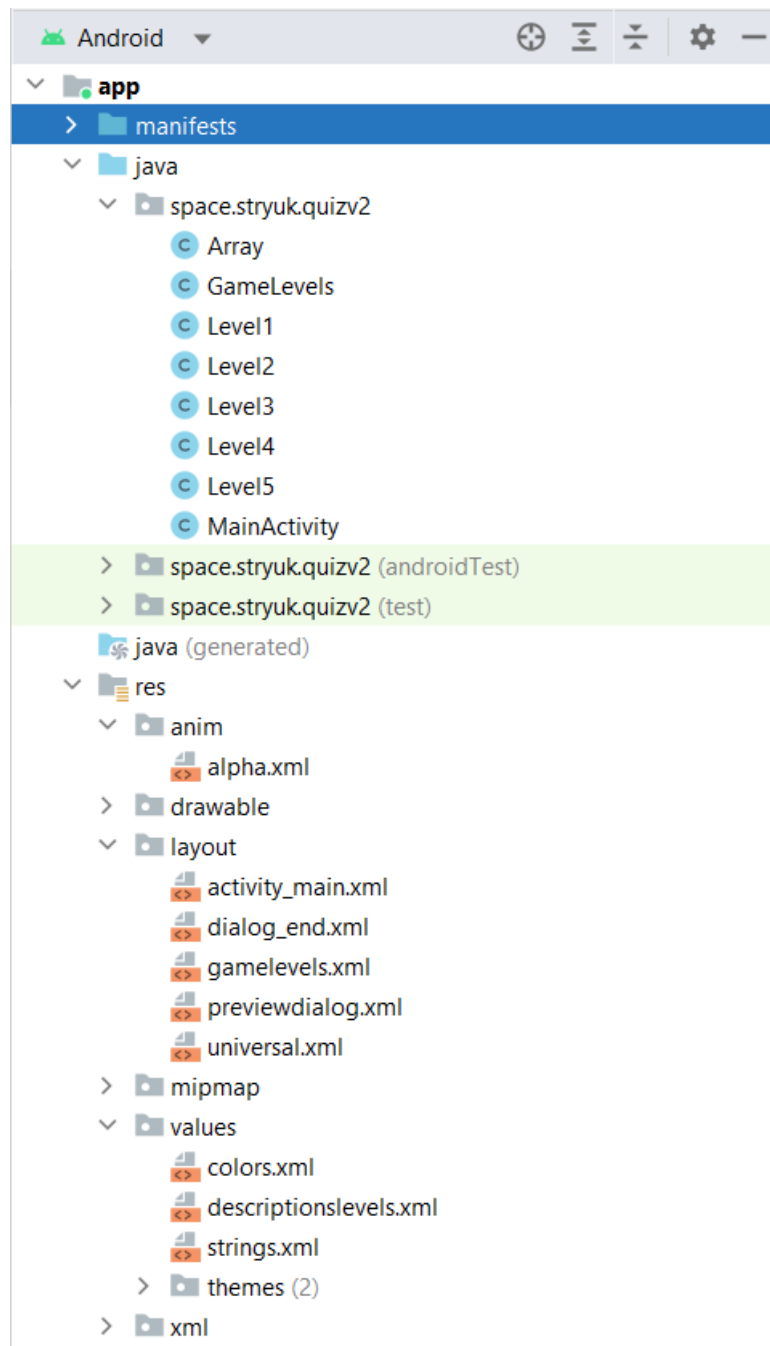 Android
app
manifests
java
space.stryuk.quizv2
C Array
C GameLevels
C Level1
C Level2
C Level3
C Level4
C Level5
C MainActivity
space.stryuk.quizv2 (androidTest)
space.stryuk.quizv2 (test)
java (generated)
res
anim
alpha.xml
drawable
layout
activity_main.xml
dialog_end.xml
gamelevels.xml
previewdialog.xml
universal.xml
mipmap
values
colors.xml
descriptionslevels.xml
strings.xml
themes (2)
xml